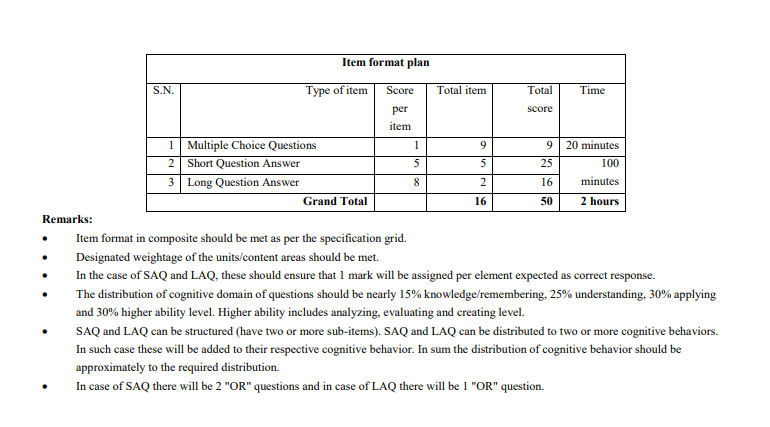 Item format plan
S.N. Type of item Score per item Total item Total score Time
1 Multiple Choice Questions 1 9 9 20 minutes
2 Short Question Answer 5 5 25 100 minutes
3 Long Question Answer 8 2 16
Grand Total 16 50 2 hours
Remarks:
• Item format in composite should be met as per the specification grid.
• Designated weightage of the units/content areas should be met.
• In the case of SAQ and LAQ, these should ensure that 1 mark will be assigned per element expected as correct response.
• The distribution of cognitive domain of questions should be nearly 15% knowledge/remembering, 25% understanding, 30% applying
and 30% higher ability level. Higher ability includes analyzing, evaluating and creating level.
• SAQ and LAQ can be structured (have two or more sub-items). SAQ and LAQ can be distributed to two or more cognitive behaviors.
In such case these will be added to their respective cognitive behavior. In sum the distribution of cognitive behavior should be
approximately to the required distribution.
• In case of SAQ there will be 2 "OR" questions and in case of LAQ there will be 1 "OR" question.